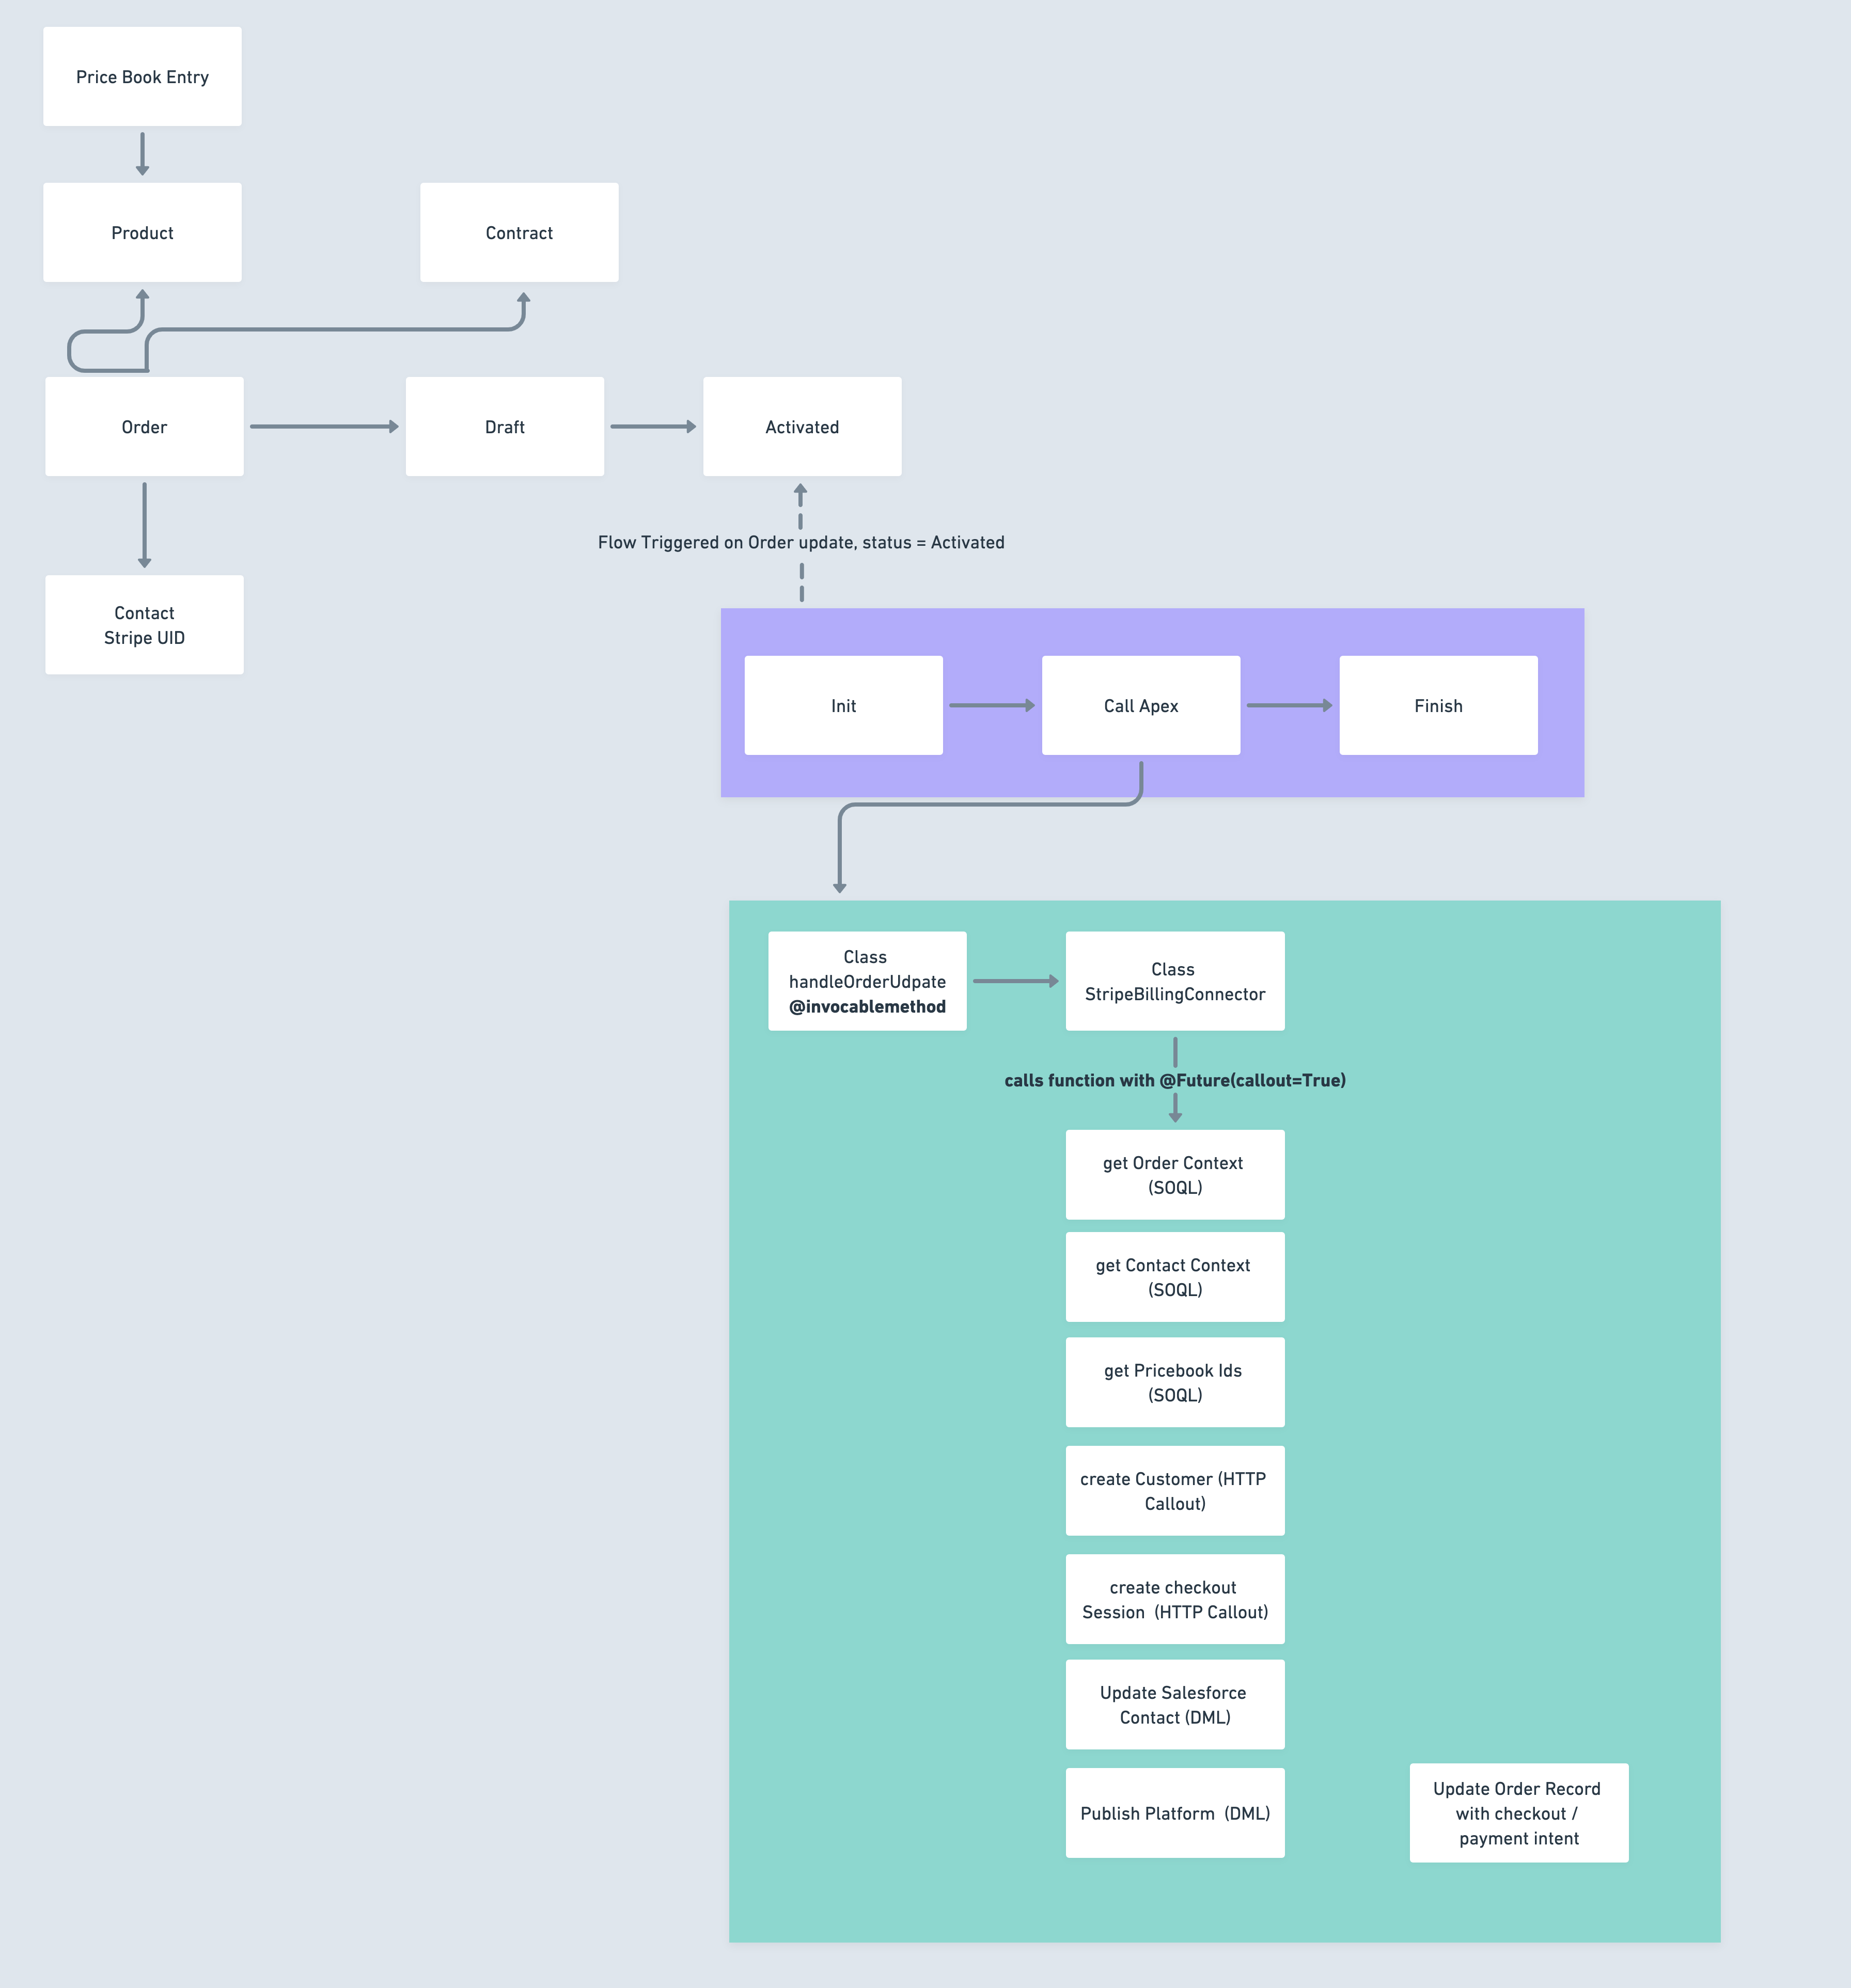 Price Book Entry
Product
Contract
Order
Draft
Activated
Flow Triggered on Order update, status = Activated
Contact
Stripe UID
Init
Call Apex
Finish
Class
handleOrderUdpate
@invocablemethod
Class
StripeBillingConnector
calls function with @Future(callout=True)
get Order Context
(SOQL)
get Contact Context
(SOQL)
get Pricebook Ids
(SOQL)
create Customer (HTTP
Callout)
create checkout
Session (HTTP Callout)
Update Salesforce
Contact (DML)
Publish Platform (DML)
Update Order Record
with checkout /
payment intent